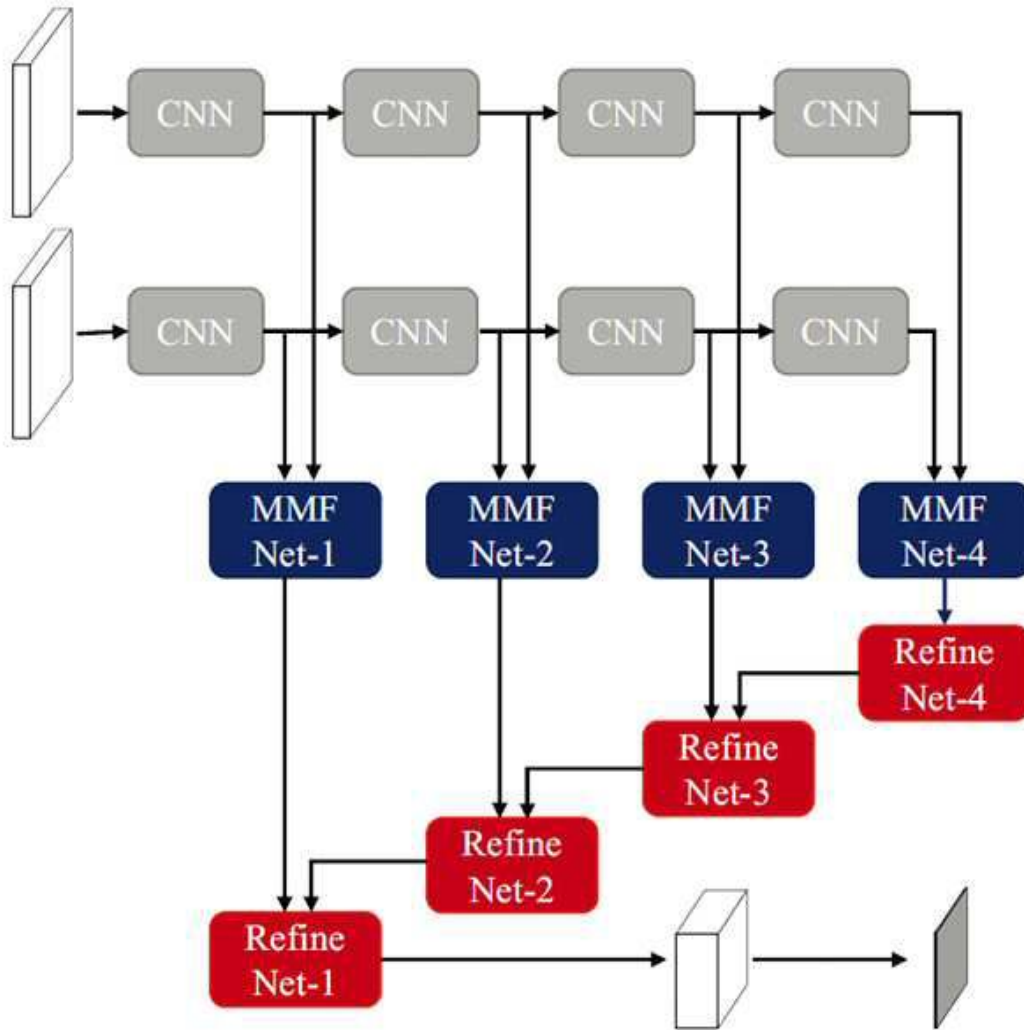 CNN
CNN
CNN
CNN
CNN
CNN
CNN
CNN
MMF
Net-1
MMF
Net-2
MMF
Net-3
MMF
Net-4
Refine
Net-4
Refine
Net-3
Refine
Net-2
Refine
Net-1